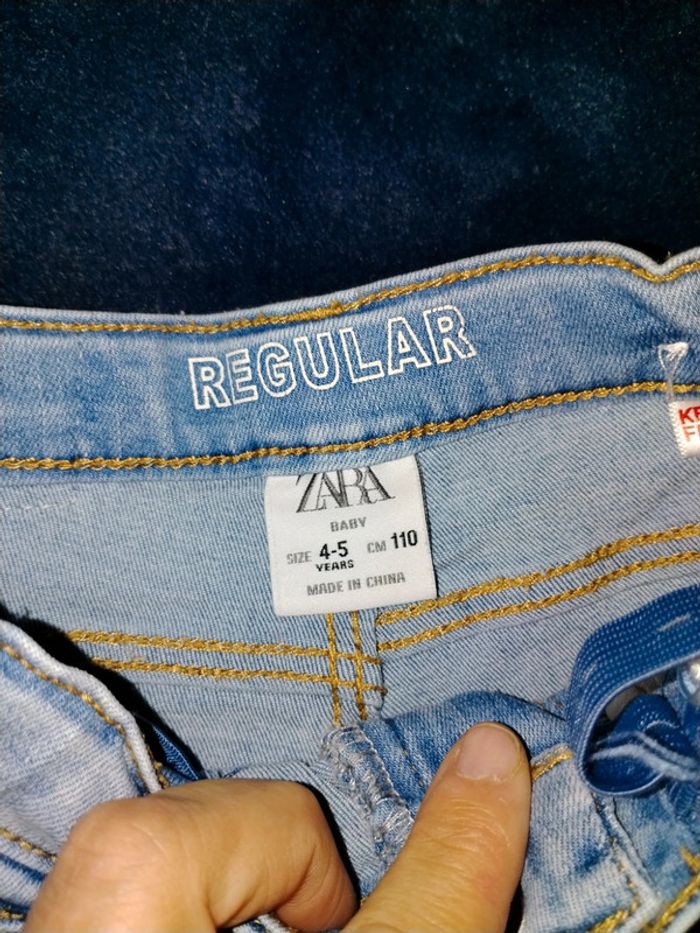 REGULAR
ZARA
BABY
SIZE 4-5 CM 110
YEARS
MADE IN CHINA